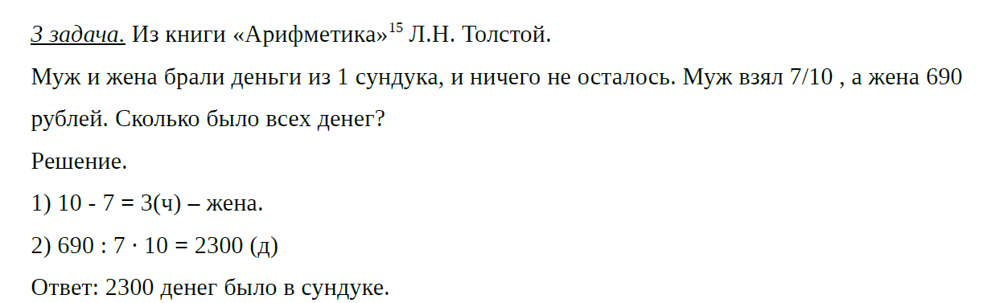 3 задача. Из книги «Арифметика»15 Л.Н. Толстой.
Муж и жена брали деньги из 1 сундука, и ничего не осталось. Муж взял 7/10 , а жена 690
рублей. Сколько было всех денег?
Решение.
1) 10 - 7 = 3(ч) – жена.
2) 690 : 7 · 10 = 2300 (д)
Ответ: 2300 денег было в сундуке.